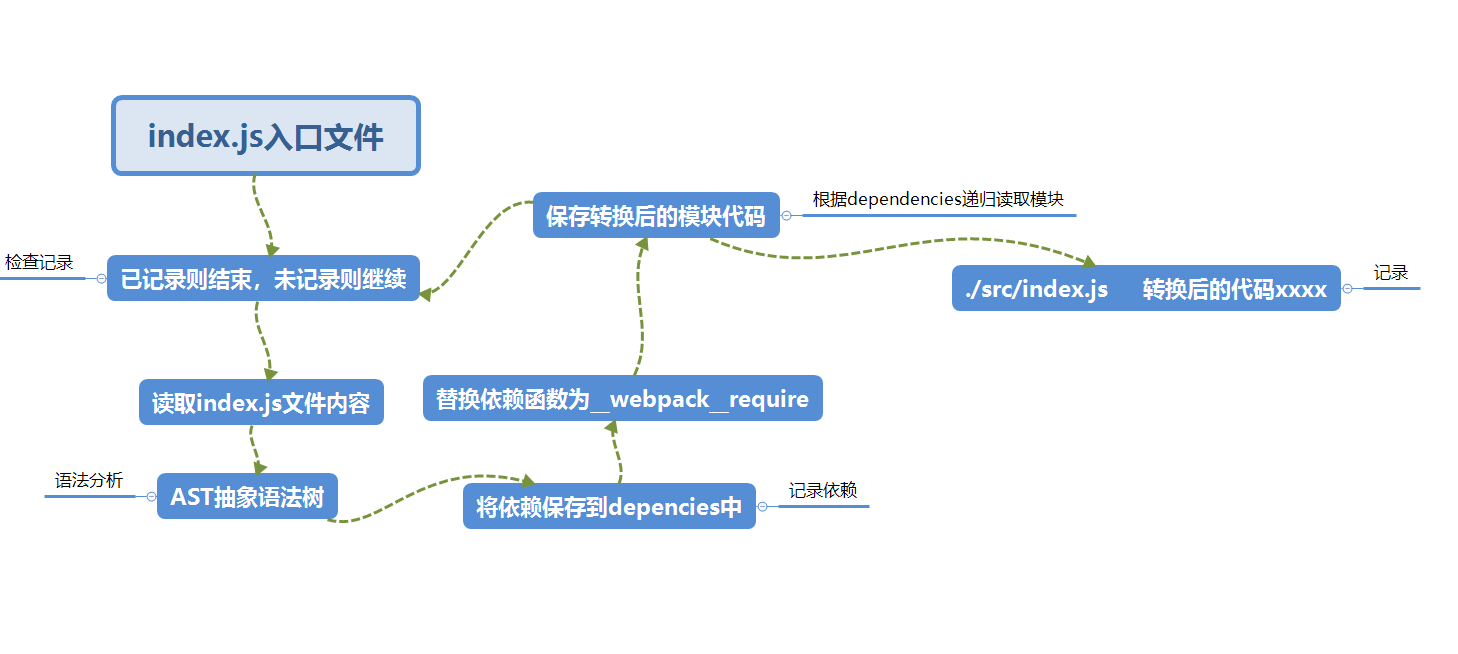 index.js入口文件
检查记录
已记录则结束，未记录则继续
读取index.js文件内容
语法分析
AST抽象语法树
将依赖保存到depencies中
记录依赖
替换依赖函数为__webpack__require
保存转换后的模块代码
根据dependencies递归读取模块
./src/index.js 转换后的代码xxxx
记录